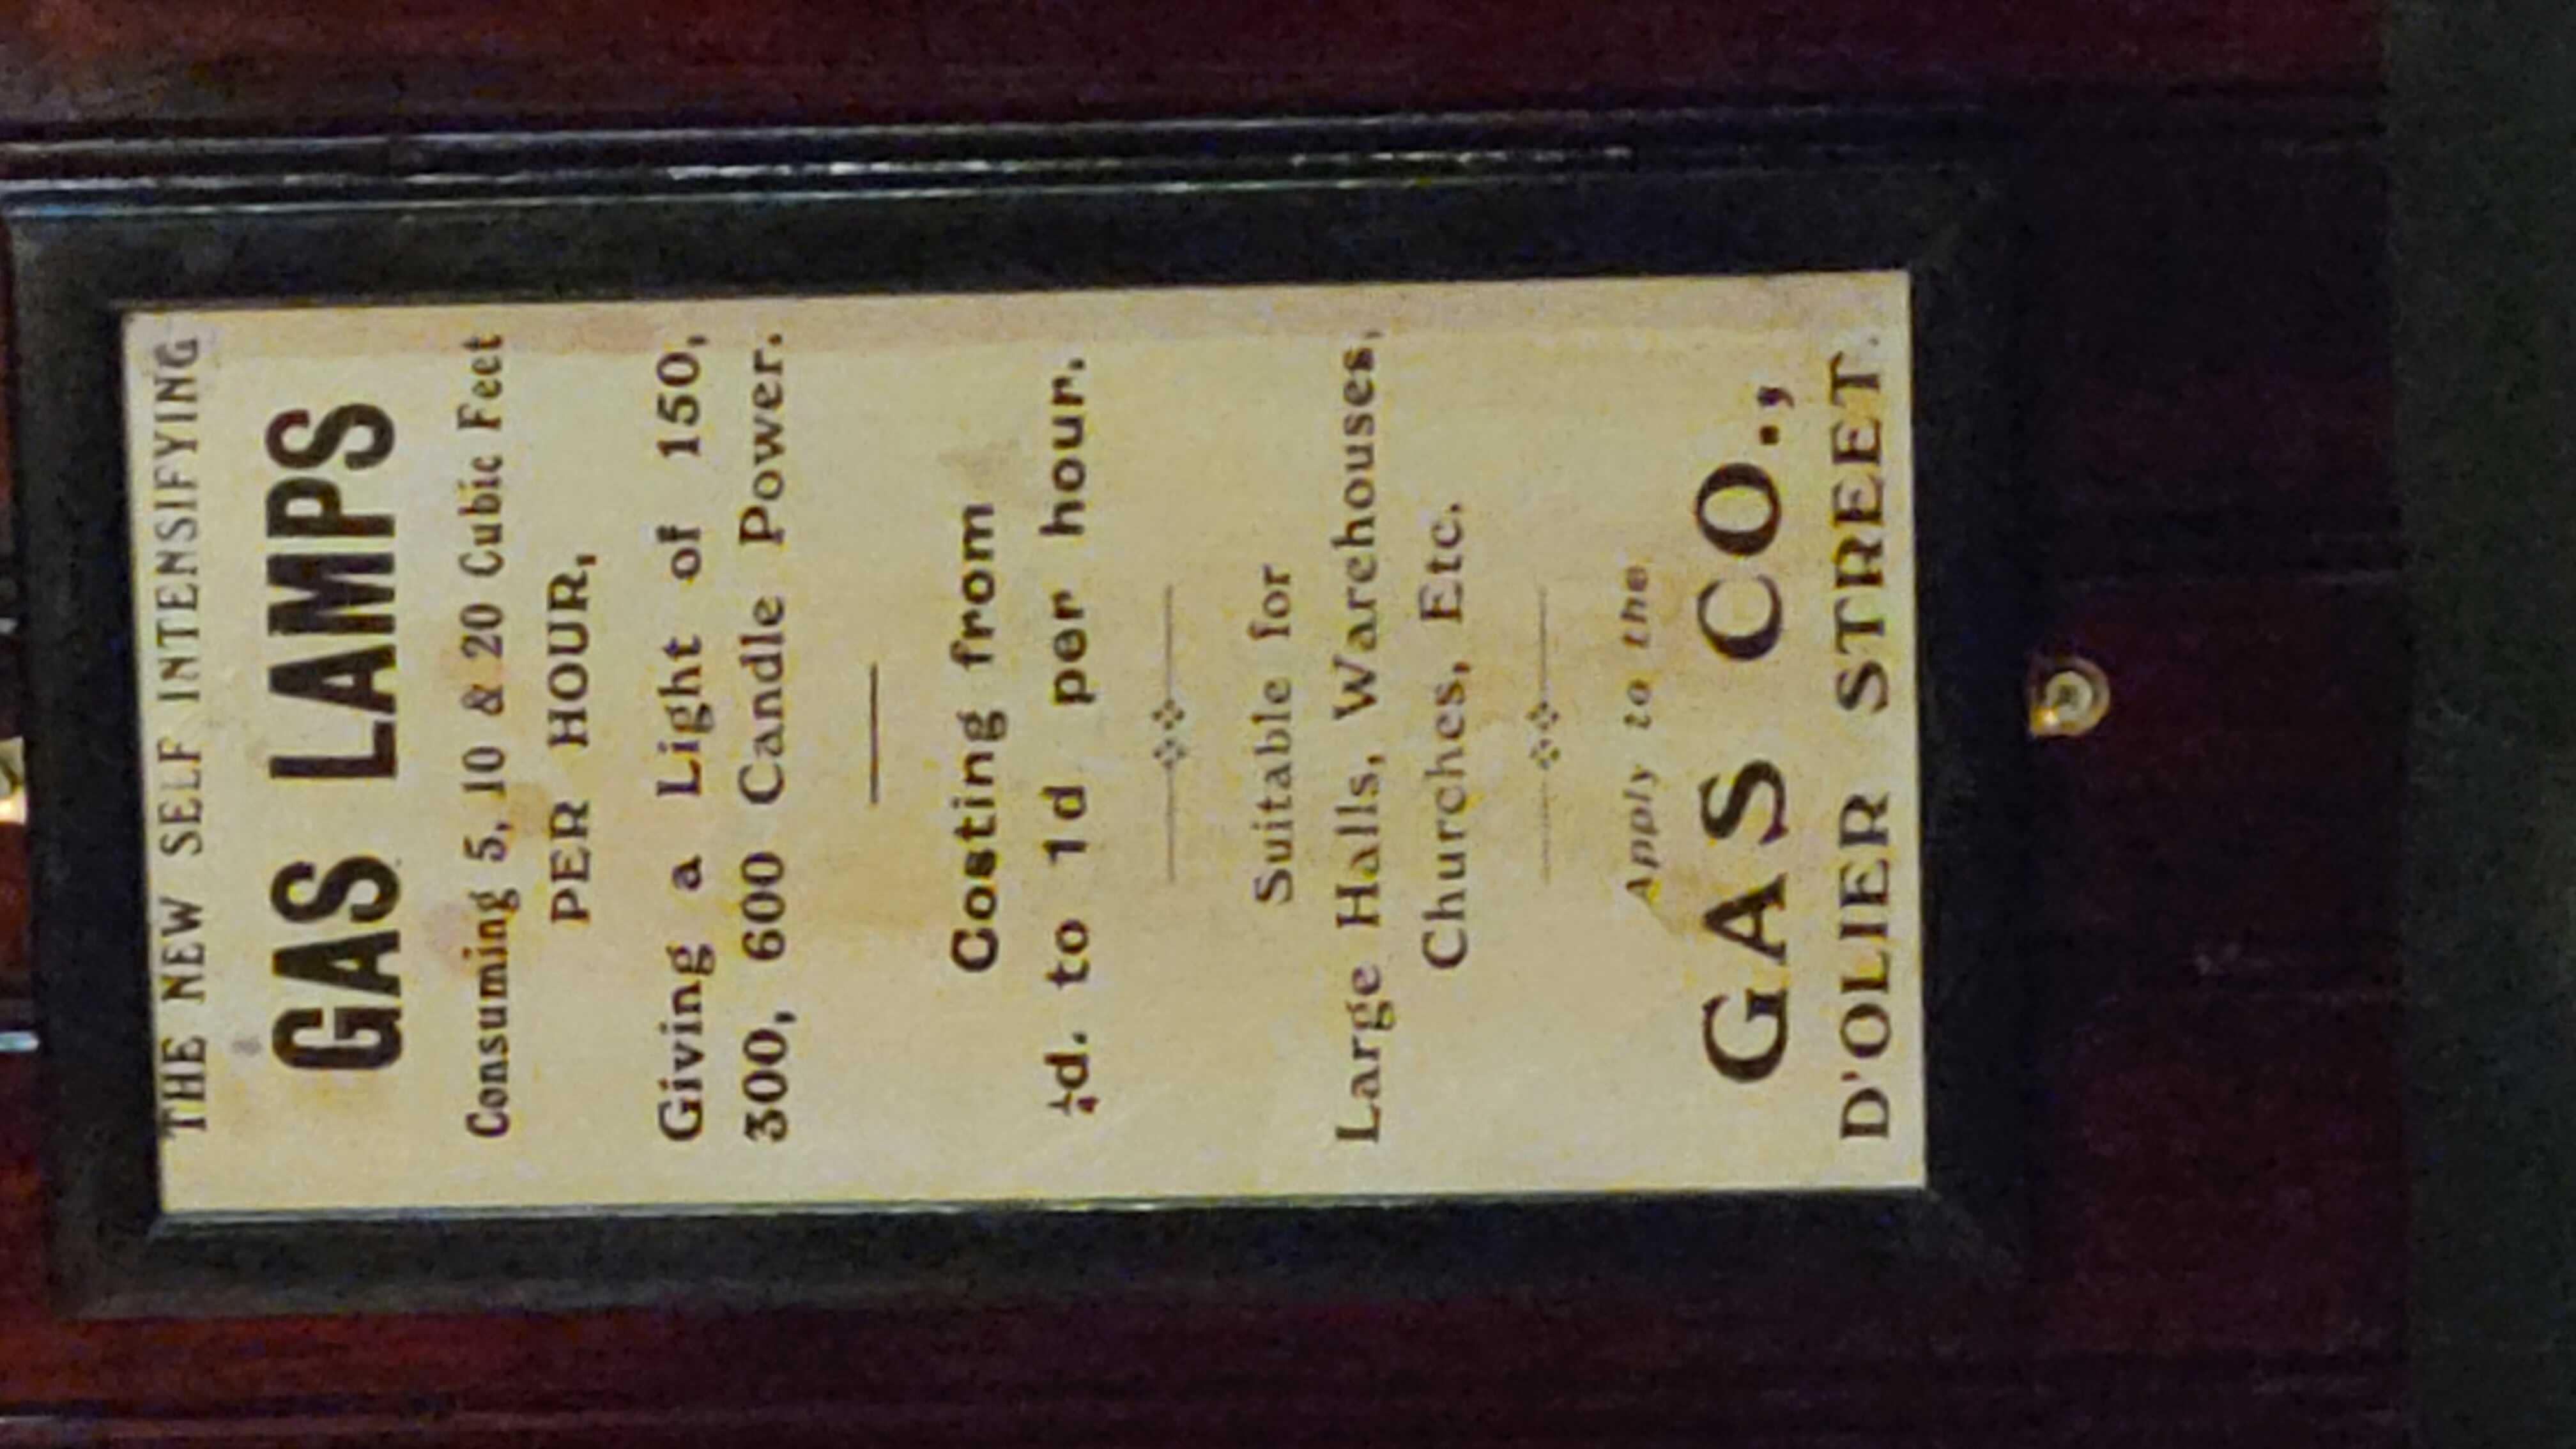 THE NEW SELF INTENSIFYING
GAS LAMPS
Consuming 5, 10 & 20 Cubic Feet
PER HOUR,
Giving a Light of 150,
300, 600 Candle Power.
Costing from
¼d. to 1d per hour.
Suitable for
Large Halls, Warehouses,
Churches, Etc.
Apply to the
GAS CO.,
D'OLIER STREET.